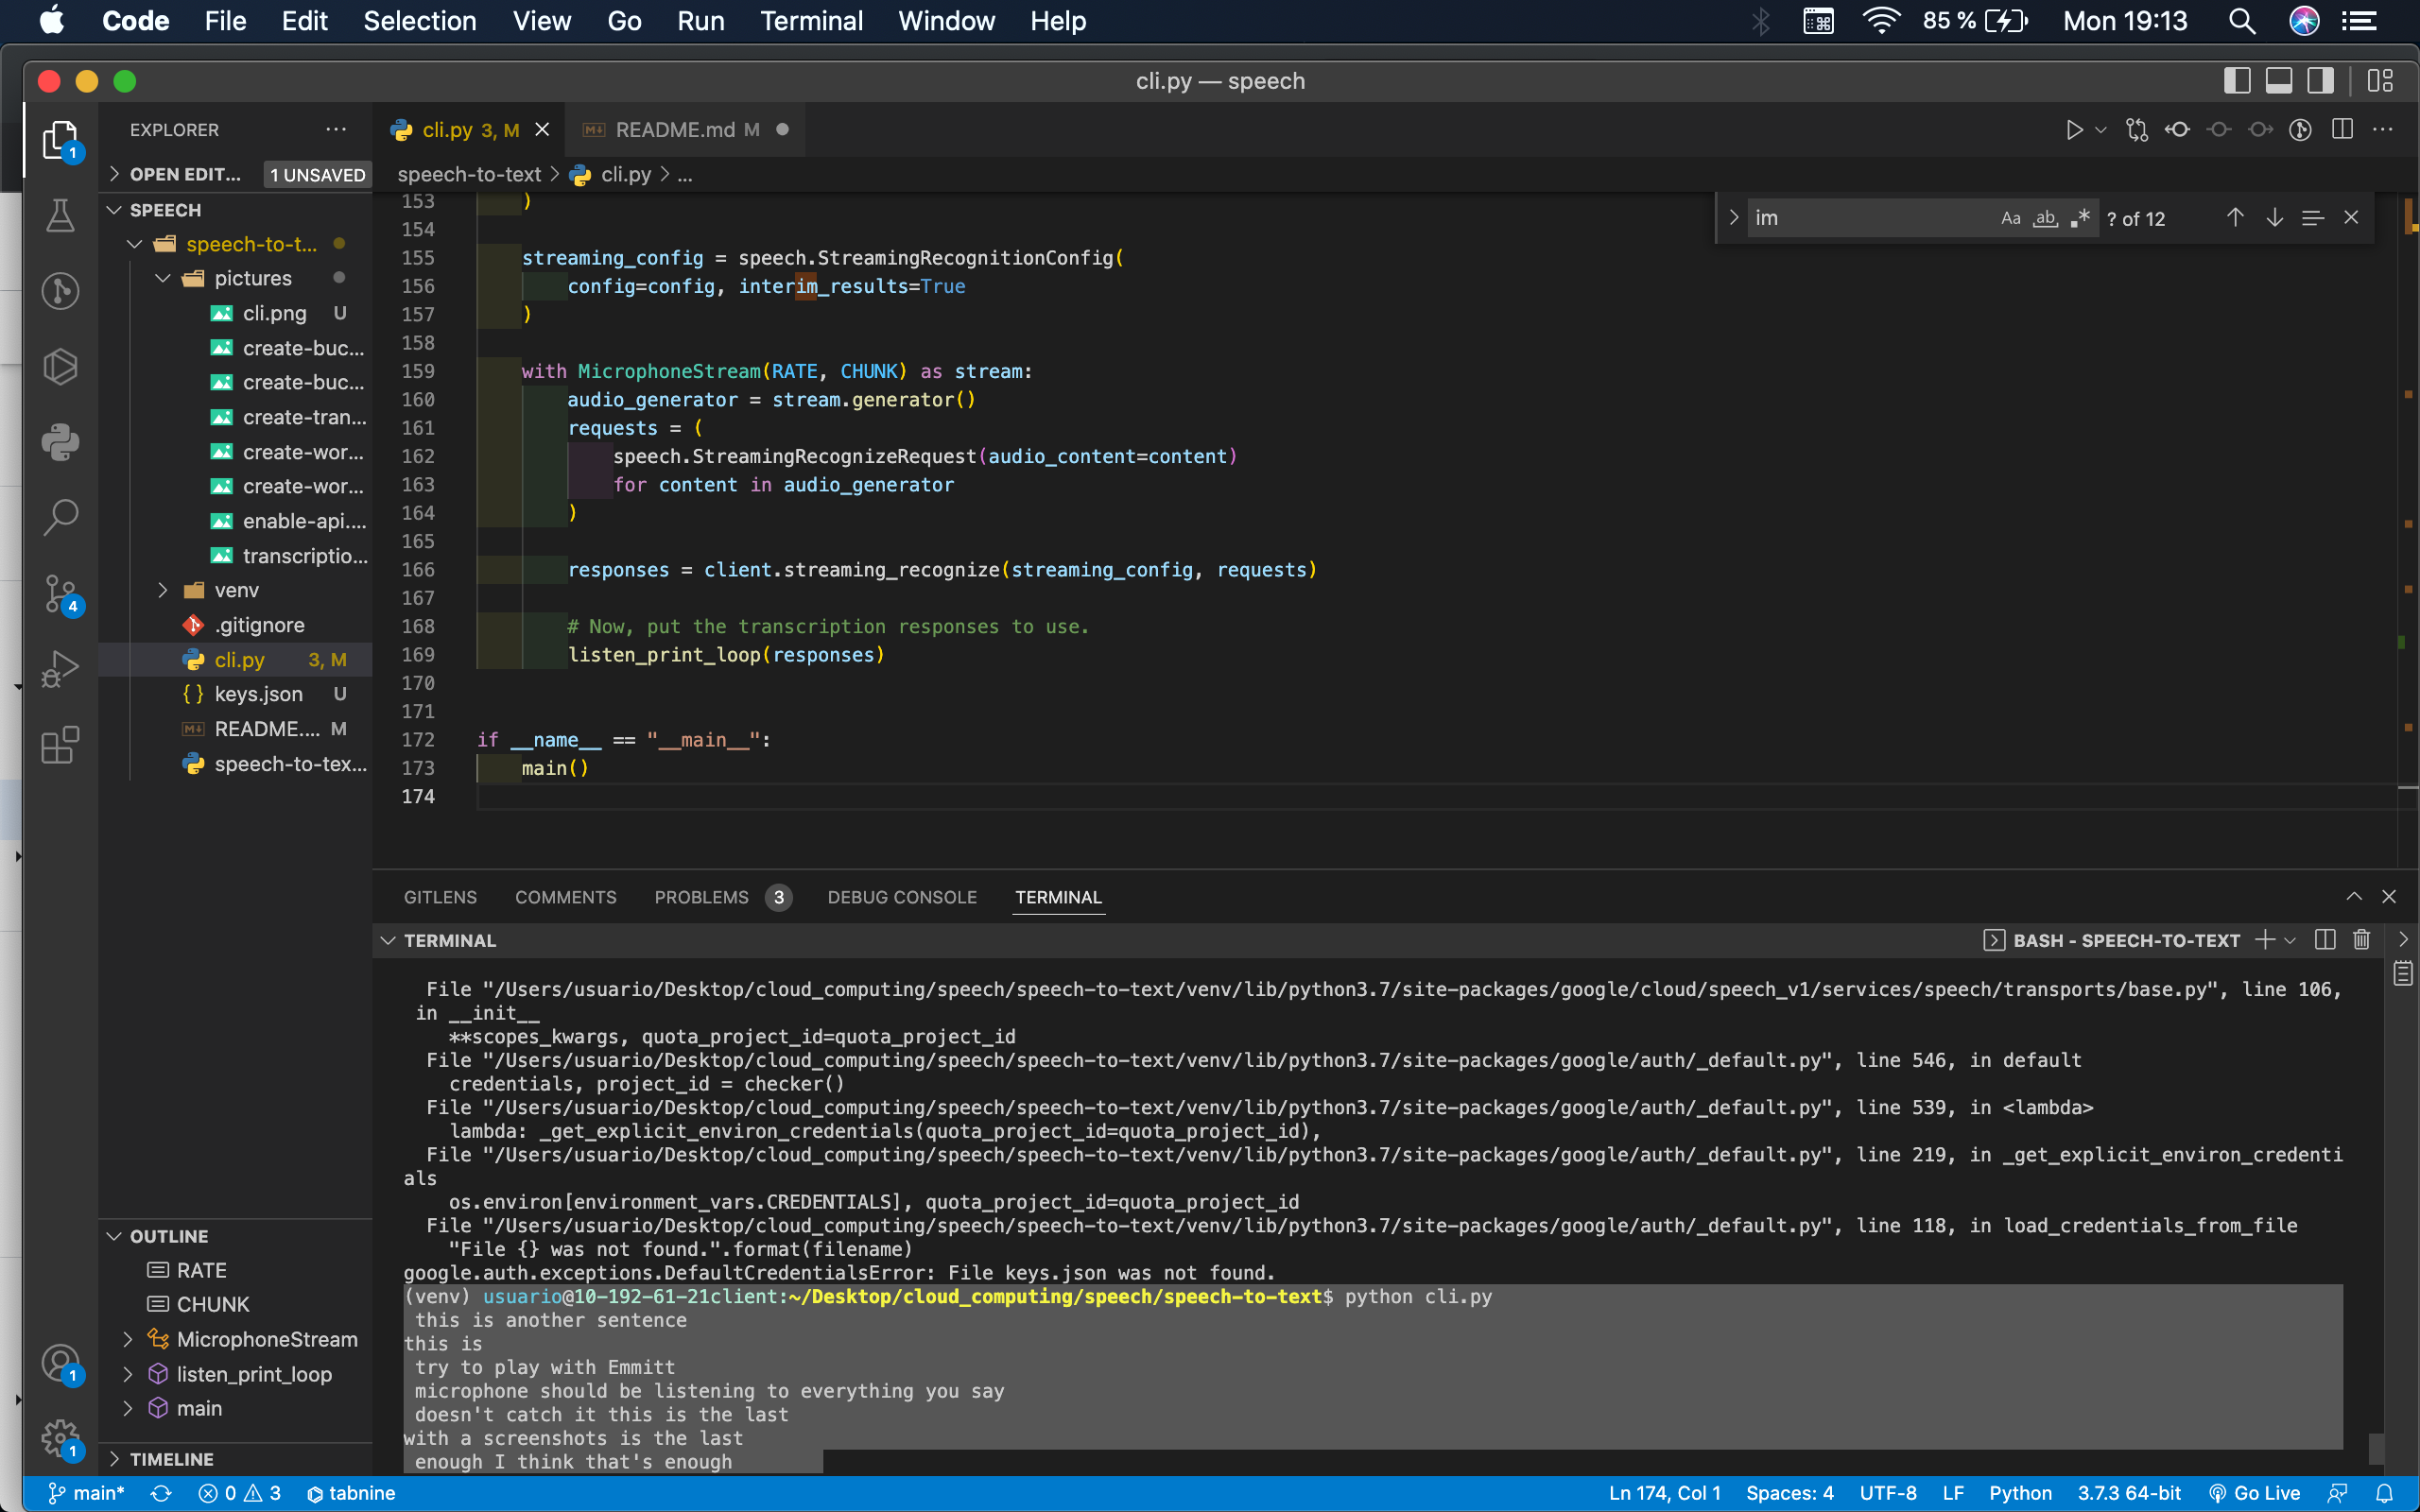 Code File Edit Selection View Go Run Terminal Window Help 85 % Mon 19:13
cli.py — speech
EXPLORER ...
cli.py 3, M
README.md M
OPEN EDIT... 1 UNSAVED
speech-to-text > cli.py > ...
im Aa ab, .* ? of 12
SPEECH
speech-to-t...
pictures
cli.png U
create-buc...
create-buc...
create-tran...
create-wor...
create-wor...
enable-api....
transcriptio...
venv
.gitignore
cli.py 3, M
keys.json U
README.... M
speech-to-tex...
OUTLINE
RATE
CHUNK
MicrophoneStream
listen_print_loop
main
TIMELINE
153 )
154
155 streaming_config = speech.StreamingRecognitionConfig(
156 config=config, interim_results=True
157 )
158
159 with MicrophoneStream(RATE, CHUNK) as stream:
160 audio_generator = stream.generator()
161 requests = (
162 speech.StreamingRecognizeRequest(audio_content=content)
163 for content in audio_generator
164 )
165
166 responses = client.streaming_recognize(streaming_config, requests)
167
168 # Now, put the transcription responses to use.
169 listen_print_loop(responses)
170
171
172 if __name__ == "__main__":
173 main()
174
GITLENS COMMENTS PROBLEMS 3 DEBUG CONSOLE TERMINAL
TERMINAL BASH - SPEECH-TO-TEXT
File "/Users/usuario/Desktop/cloud_computing/speech/speech-to-text/venv/lib/python3.7/site-packages/google/cloud/speech_v1/services/speech/transports/base.py", line 106,
in __init__
**scopes_kwargs, quota_project_id=quota_project_id
File "/Users/usuario/Desktop/cloud_computing/speech/speech-to-text/venv/lib/python3.7/site-packages/google/auth/_default.py", line 546, in default
credentials, project_id = checker()
File "/Users/usuario/Desktop/cloud_computing/speech/speech-to-text/venv/lib/python3.7/site-packages/google/auth/_default.py", line 539, in <lambda>
lambda: _get_explicit_environ_credentials(quota_project_id=quota_project_id),
File "/Users/usuario/Desktop/cloud_computing/speech/speech-to-text/venv/lib/python3.7/site-packages/google/auth/_default.py", line 219, in _get_explicit_environ_credenti
als
os.environ[environment_vars.CREDENTIALS], quota_project_id=quota_project_id
File "/Users/usuario/Desktop/cloud_computing/speech/speech-to-text/venv/lib/python3.7/site-packages/google/auth/_default.py", line 118, in load_credentials_from_file
"File {} was not found.".format(filename)
google.auth.exceptions.DefaultCredentialsError: File keys.json was not found.
(venv) usuario@10-192-61-21client:~/Desktop/cloud_computing/speech/speech-to-text$ python cli.py
this is another sentence
this is
try to play with Emmitt
microphone should be listening to everything you say
doesn't catch it this is the last
with a screenshots is the last
enough I think that's enough
main* 0 3 tabnine Ln 174, Col 1 Spaces: 4 UTF-8 LF Python 3.7.3 64-bit Go Live